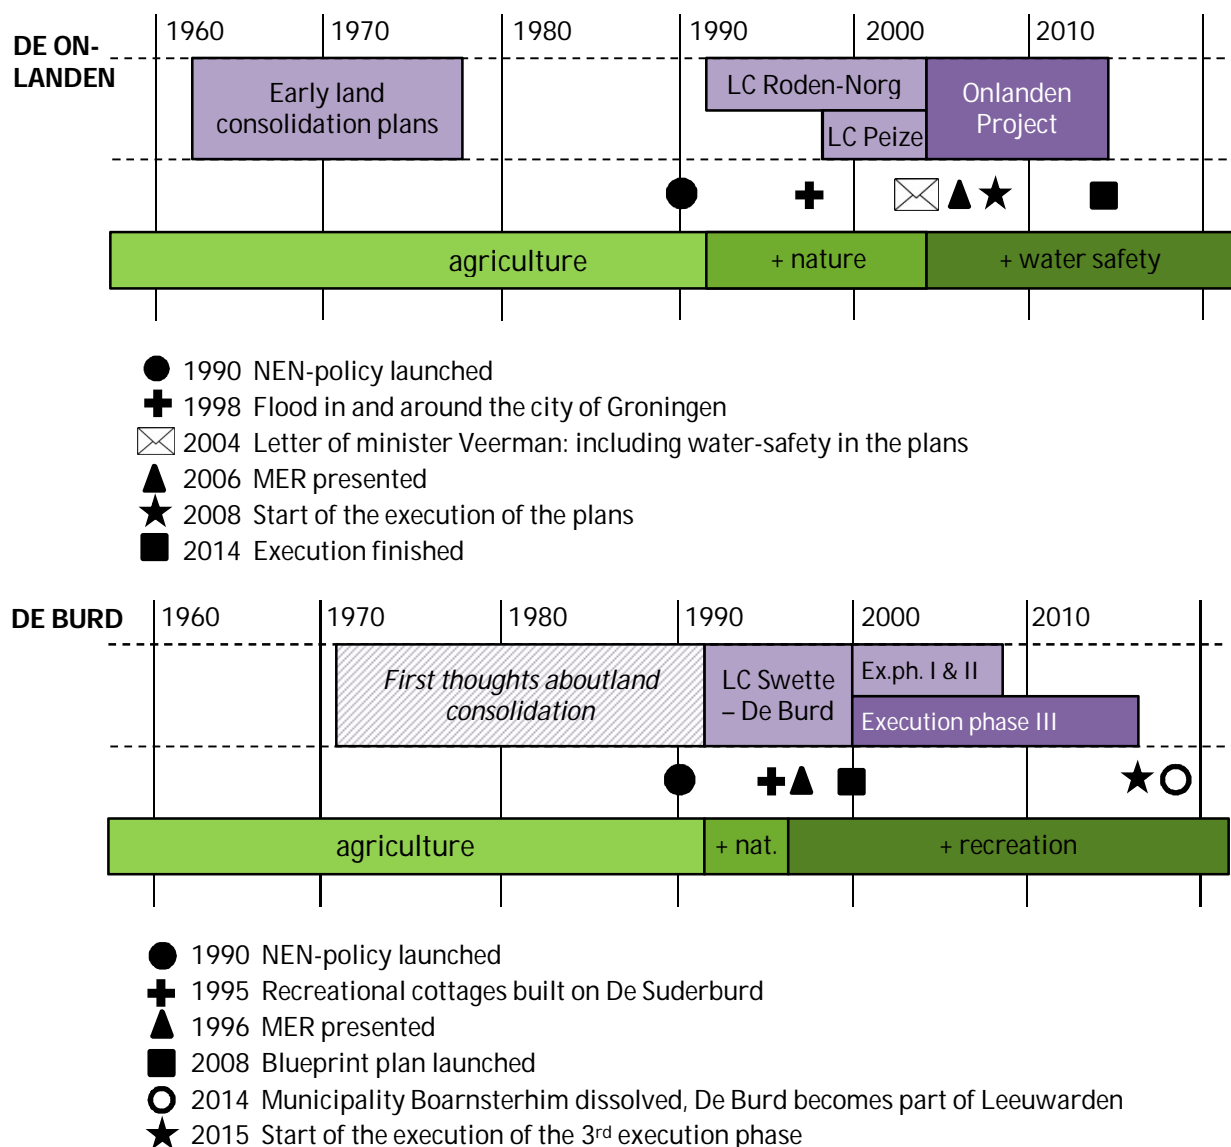 DE ON-
LANDEN
1960 1970 1980 1990 2000 2010
Early land
consolidation plans
LC Roden-Norg
LC Peize
Onlanden
Project
agriculture
+ nature
+ water safety
1990 NEN-policy launched
1998 Flood in and around the city of Groningen
2004 Letter of minister Veerman: including water-safety in the plans
2006 MER presented
2008 Start of the execution of the plans
2014 Execution finished
DE BURD
1960 1970 1980 1990 2000 2010
First thoughts aboutland
consolidation
LC Swette
– De Burd
Ex.ph. I & II
Execution phase III
agriculture
+ nat.
+ recreation
1990 NEN-policy launched
1995 Recreational cottages built on De Suderburd
1996 MER presented
2008 Blueprint plan launched
2014 Municipality Boarnsterhim dissolved, De Burd becomes part of Leeuwarden
2015 Start of the execution of the 3rd execution phase